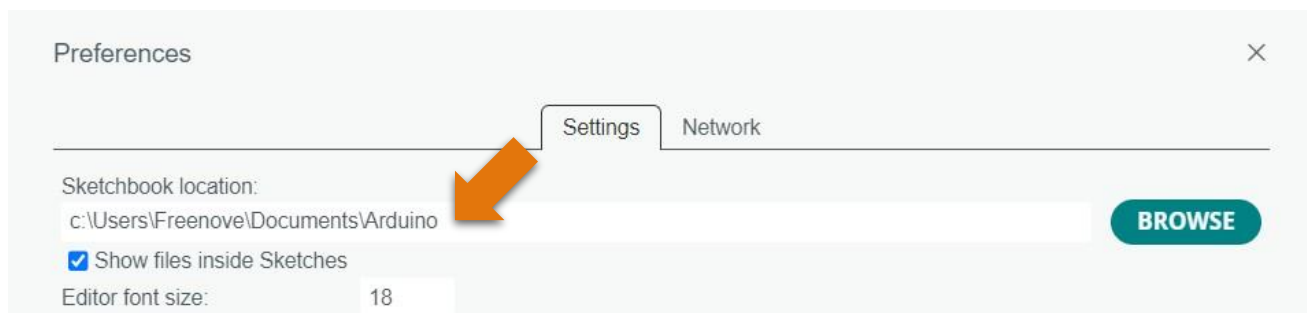 Preferences
Settings Network
Sketchbook location:
c:\Users\Freenove\Documents\Arduino
BROWSE
Show files inside Sketches
Editor font size: 18